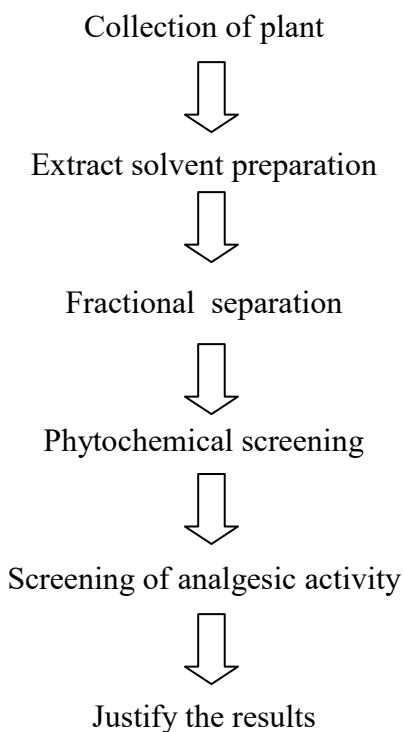 Collection of plant
Extract solvent preparation
Fractional separation
Phytochemical screening
Screening of analgesic activity
Justify the results